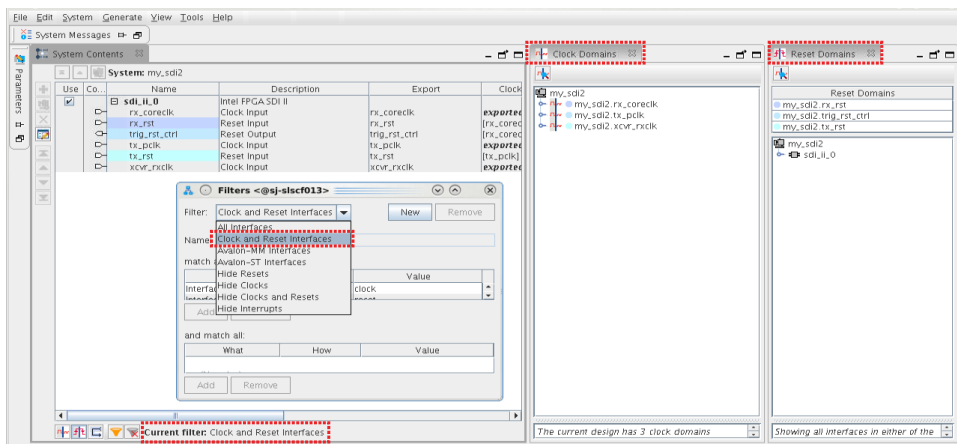 File Edit System Generate View Tools Help
System Messages
Parameters
System Contents
System: my_sdi2
Use Co... Name Description Export Clock
sdi_ii_0 Intel FPGA SDI II
rx_coreclk Clock Input rx_coreclk exported
rx_rst Reset Input rx_rst [rx_corec
trig_rst_ctrl Reset Output trig_rst_ctrl [rx_corec
tx_pclk Clock Input tx_pclk exported
tx_rst Reset Input tx_rst [tx_pclk]
xcvr_rxclk Clock Input xcvr_rxclk exported
Filters <@sj-slscf013>
Filter: Clock and Reset Interfaces New Remove
All Interfaces
Clock and Reset Interfaces
Avalon-MM Interfaces
Avalon-ST Interfaces
Hide Resets
Hide Clocks
Hide Clocks and Resets
Hide Interrupts
Name
match a
Value
Interfac clock
Add
and match all:
What How Value
Add Remove
Current filter: Clock and Reset Interfaces
Clock Domains
my_sdi2
my_sdi2.rx_coreclk
my_sdi2.tx_pclk
my_sdi2.xcvr_rxclk
The current design has 3 clock domains
Reset Domains
Reset Domains
my_sdi2.rx_rst
my_sdi2.trig_rst_ctrl
my_sdi2.tx_rst
my_sdi2
sdi_ii_0
Showing all interfaces in either of the